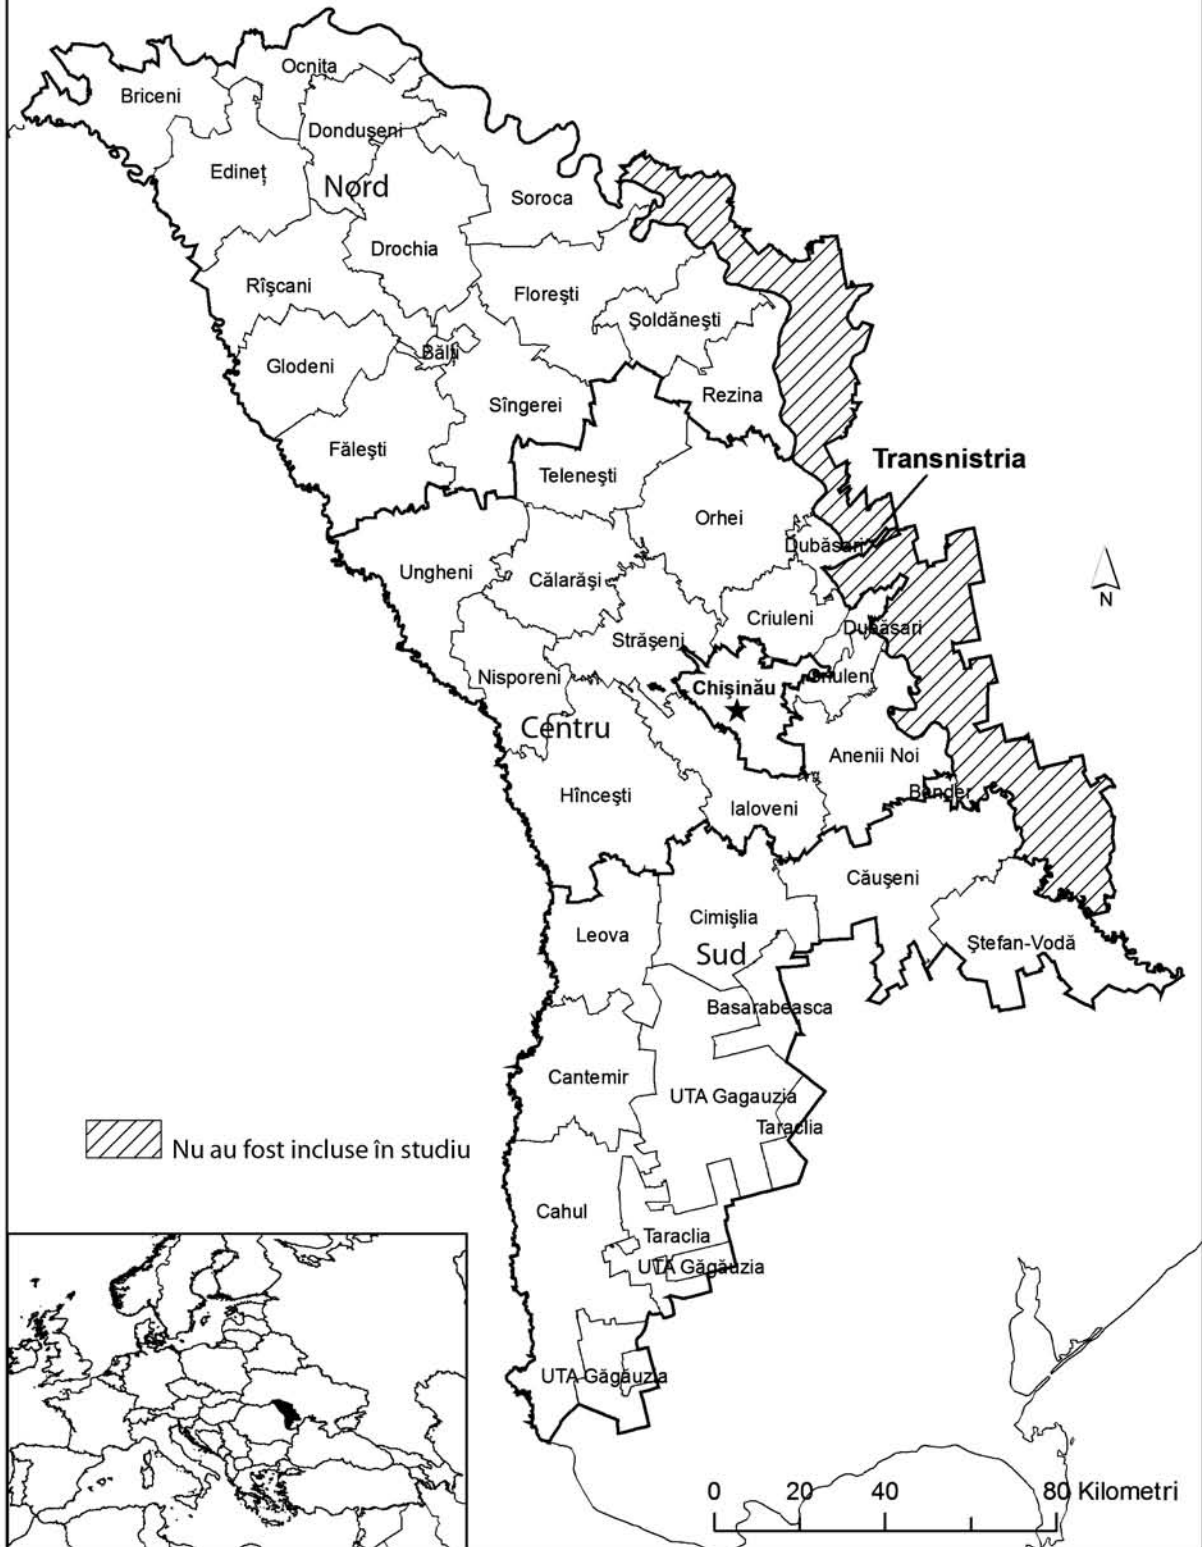 Ocnița
Briceni
Dondușeni
Edineț
Nord
Soroca
Drochia
Rîșcani
Florești
Șoldănești
Bălți
Glodeni
Rezina
Sîngerei
Fălești
Transnistria
Telenești
Orhei
Dubăsari
Ungheni
Călarăși
N
Criuleni
Dubăsari
Strășeni
Nisporeni
Criuleni
Chișinău
Centru
Anenii Noi
Hîncești
Bender
Ialoveni
Căușeni
Cimișlia
Leova
Ștefan-Vodă
Sud
Basarabeasca
Cantemir
UTA Gagauzia
Taraclia
Nu au fost incluse în studiu
Cahul
Taraclia
UTA Găgăuzia
UTA Găgăuzia
0 20 40 80 Kilometri